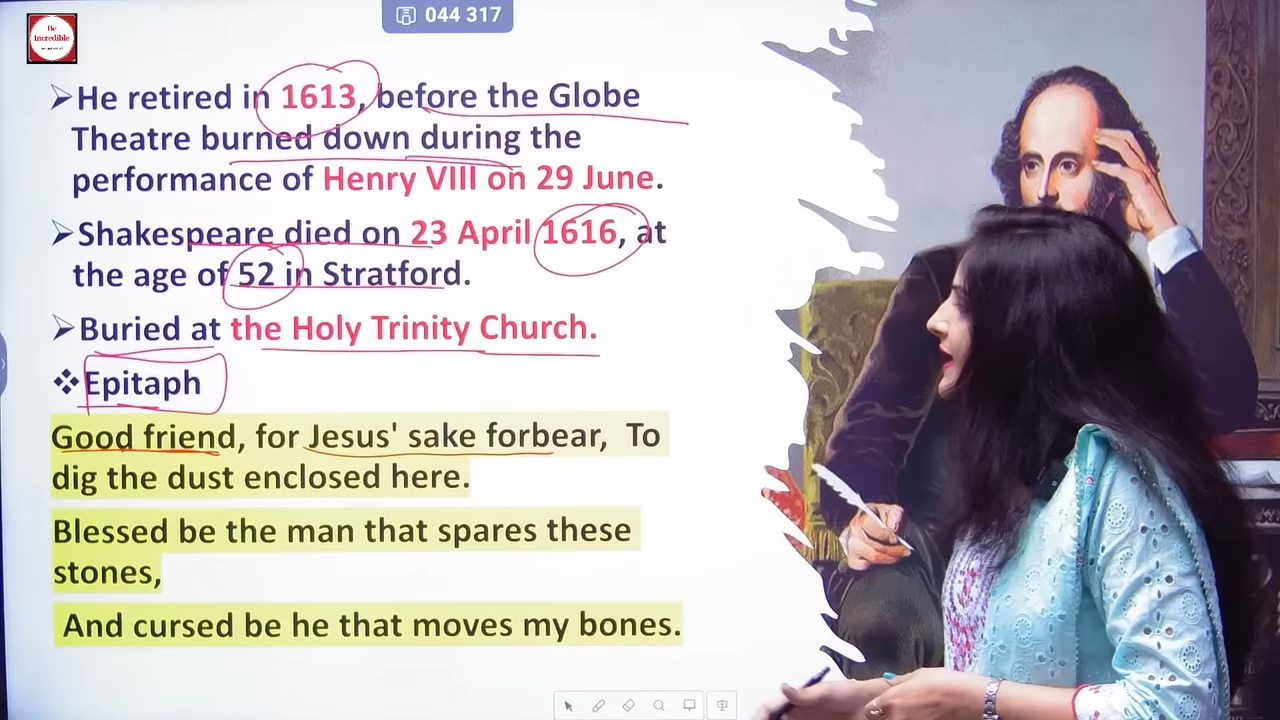 Be
Incredible
044 317
➢He retired in 1613, before the Globe
Theatre burned down during the
performance of Henry VIII on 29 June.
➢Shakespeare died on 23 April 1616, at
the age of 52 in Stratford.
➢Buried at the Holy Trinity Church.
❖Epitaph
Good friend, for Jesus' sake forbear, To
dig the dust enclosed here.
Blessed be the man that spares these
stones,
And cursed be he that moves my bones.